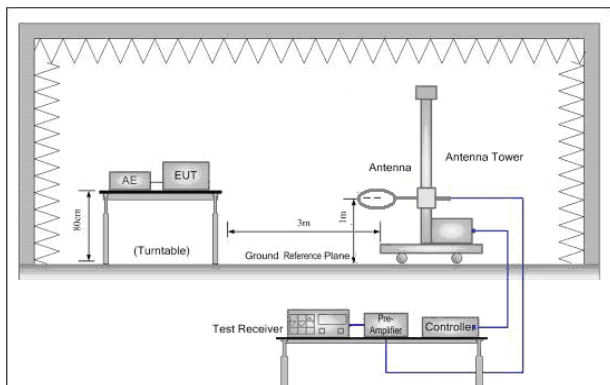 Antenna
Antenna Tower
AE
EUT
80cm
(Turntable)
3m
1m
Ground Reference Plane
Test Receiver
Pre-
Amplifier
Controller